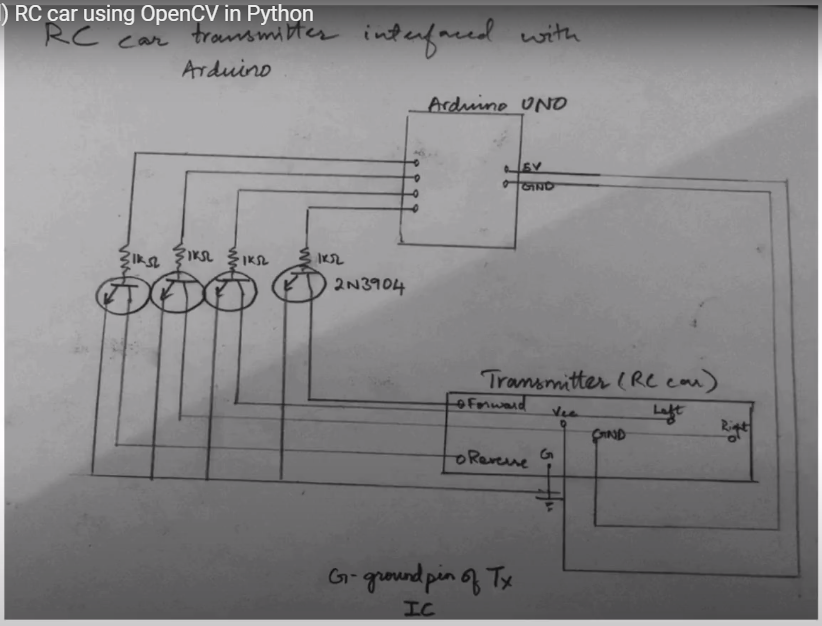 ) RC car using OpenCV in Python
RC car transmitter interfaced with
Arduino
Arduino UNO
5V
GND
1KΩ
1KΩ
1KΩ
1KΩ
2N3904
Transmitter (RC car)
Forward
Vcc
Left
GND
Right
Reverse
G
G - ground pin of Tx
IC